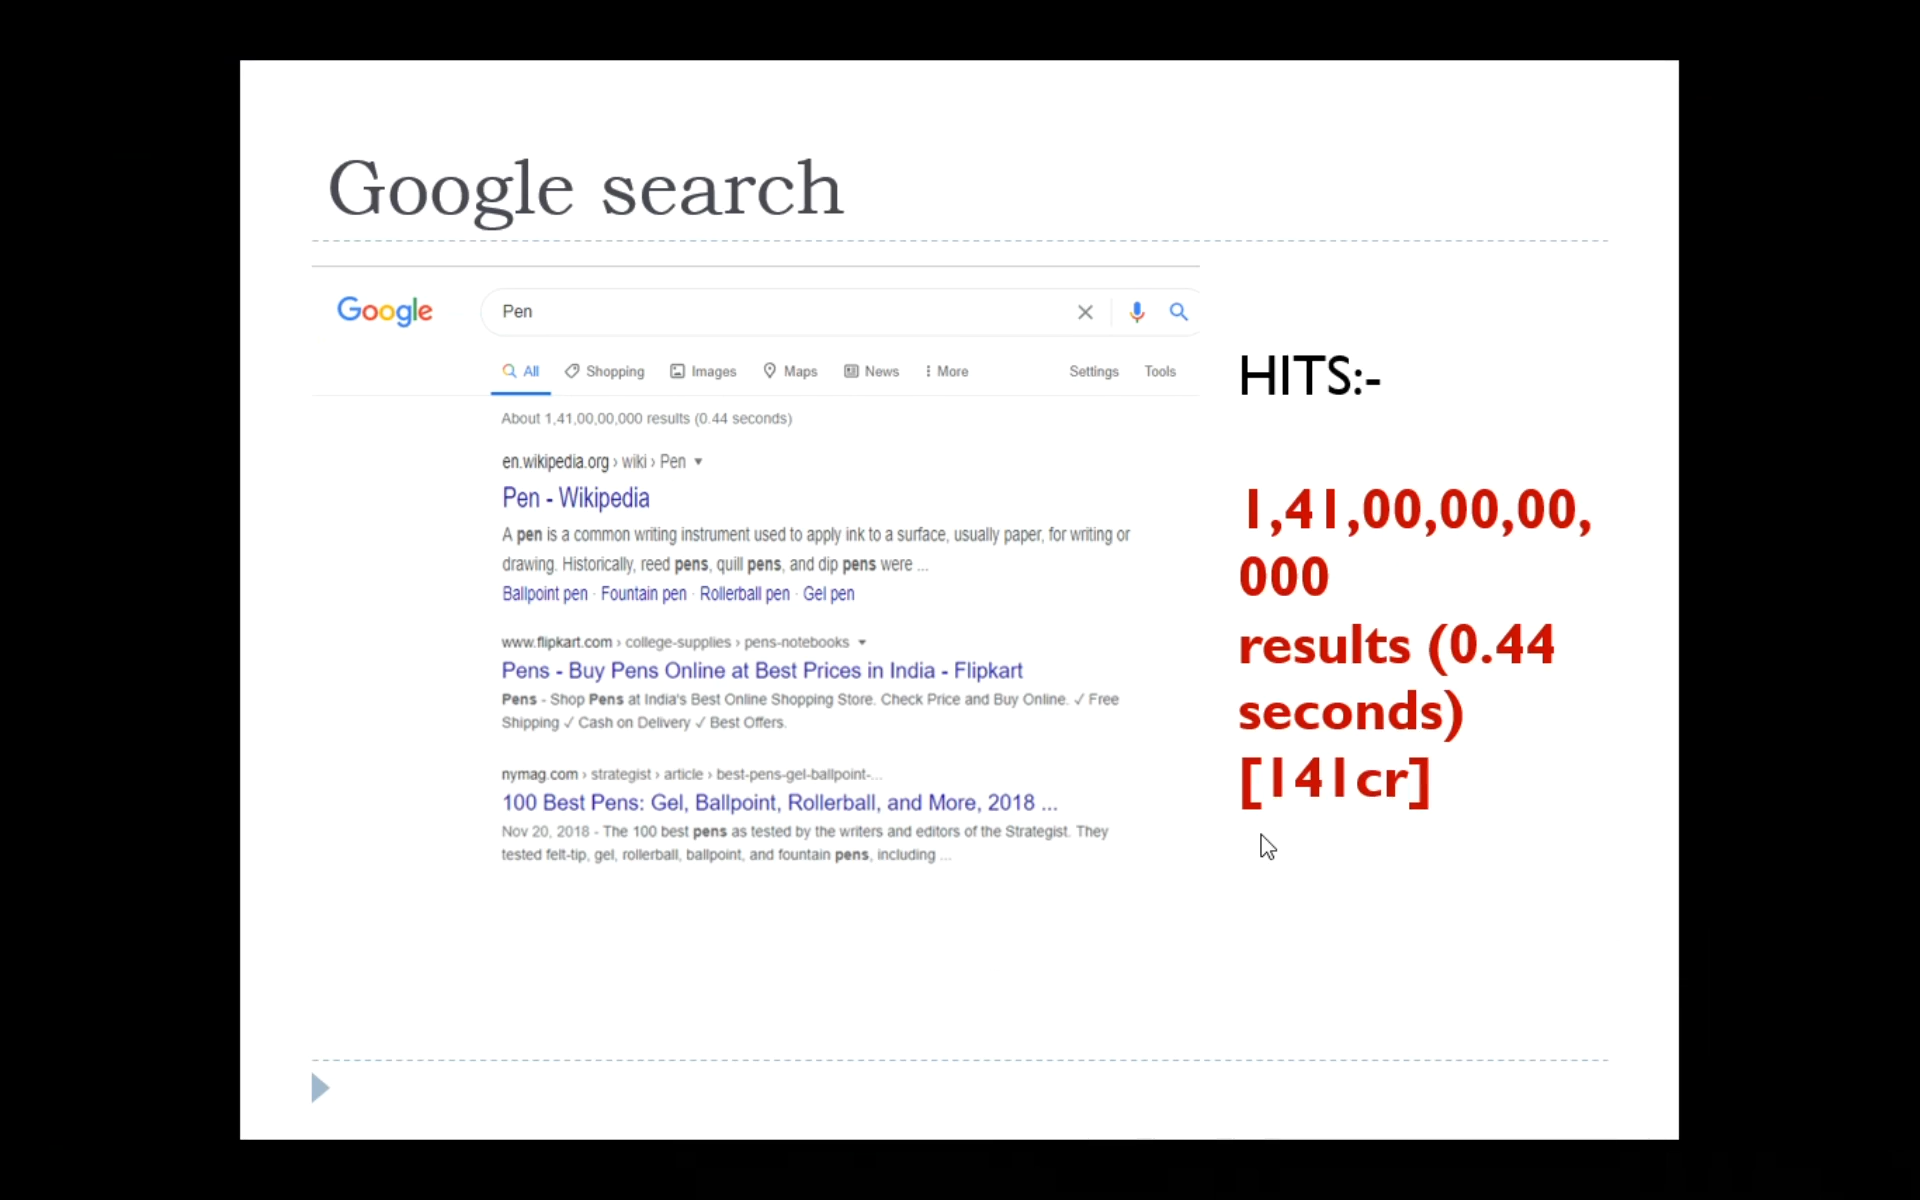 Google search
Google
Pen
All Shopping Images Maps News More Settings Tools
About 1,41,00,00,000 results (0.44 seconds)
en.wikipedia.org › wiki › Pen
Pen - Wikipedia
A pen is a common writing instrument used to apply ink to a surface, usually paper, for writing or
drawing. Historically, reed pens, quill pens, and dip pens were ...
Ballpoint pen · Fountain pen · Rollerball pen · Gel pen
www.flipkart.com › college-supplies › pens-notebooks
Pens - Buy Pens Online at Best Prices in India - Flipkart
Pens - Shop Pens at India's Best Online Shopping Store. Check Price and Buy Online. ✓ Free
Shipping ✓ Cash on Delivery ✓ Best Offers.
nymag.com › strategist › article › best-pens-gel-ballpoint-...
100 Best Pens: Gel, Ballpoint, Rollerball, and More, 2018 ...
Nov 20, 2018 - The 100 best pens as tested by the writers and editors of the Strategist. They
tested felt-tip, gel, rollerball, ballpoint, and fountain pens, including ...
HITS:-
1,41,00,00,00,
000
results (0.44
seconds)
[141cr]